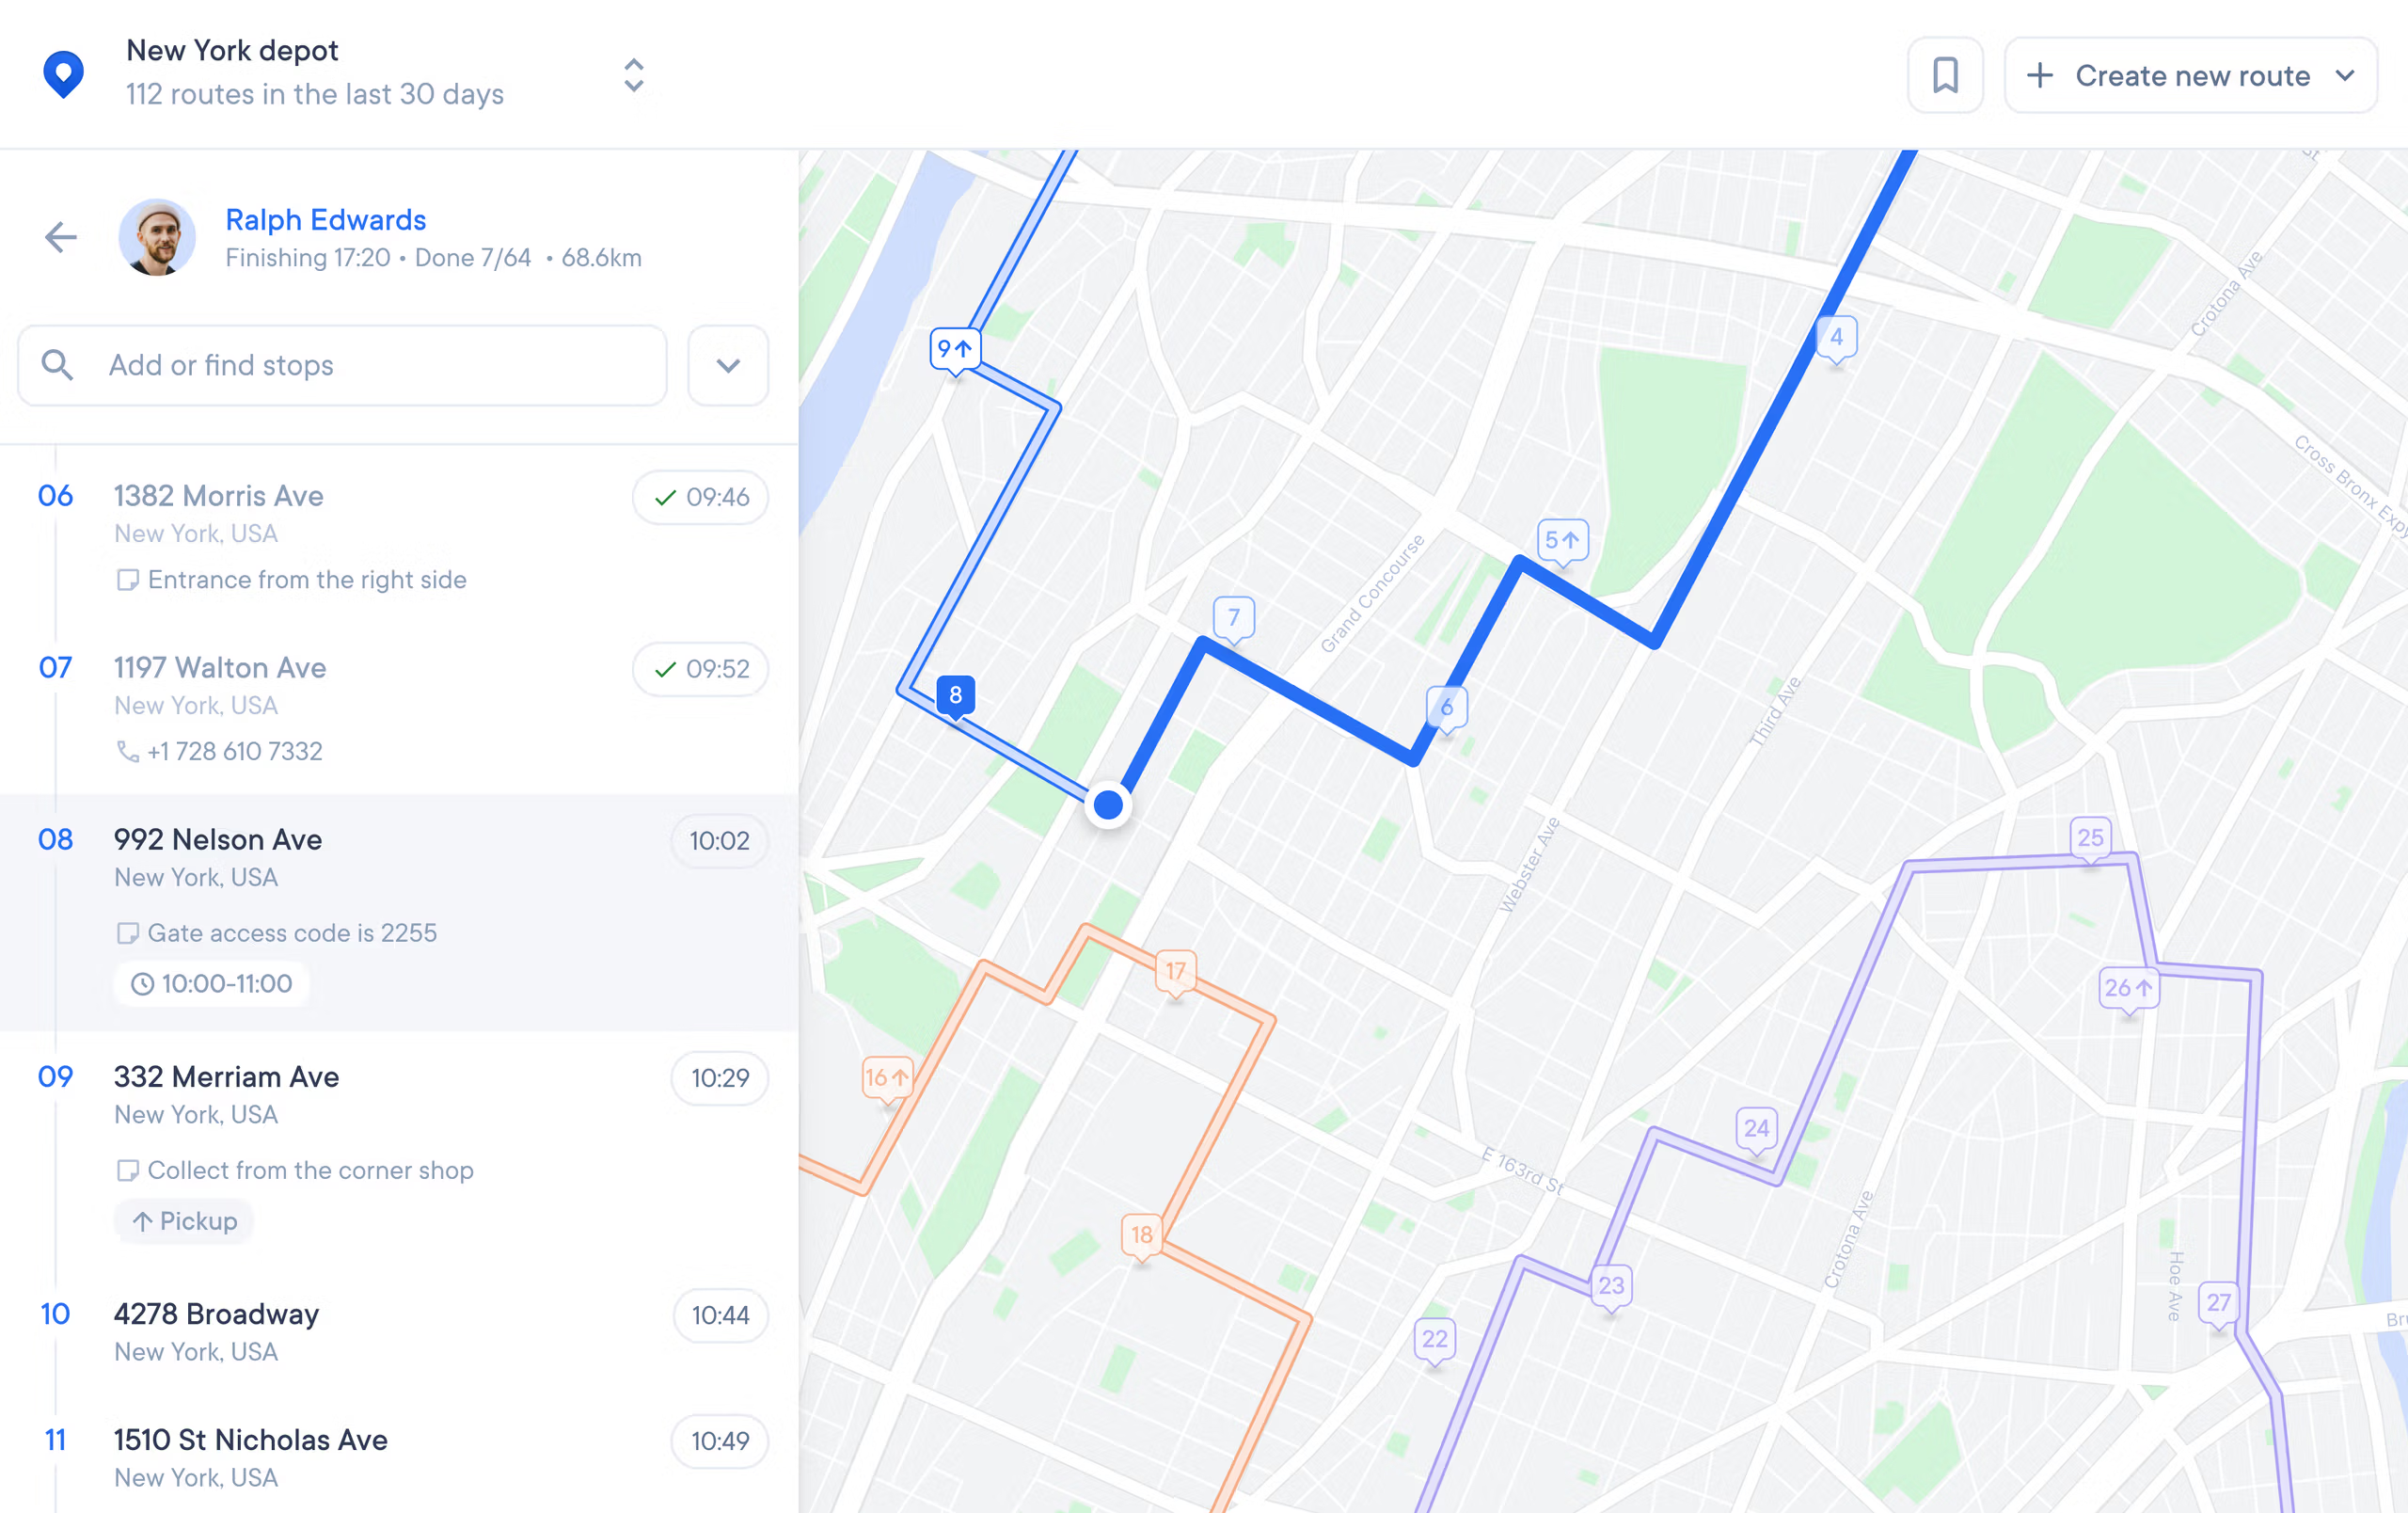 New York depot
112 routes in the last 30 days
Create new route
Ralph Edwards
Finishing 17:20 • Done 7/64 • 68.6km
Add or find stops
06
1382 Morris Ave
09:46
New York, USA
Entrance from the right side
07
1197 Walton Ave
09:52
New York, USA
+1 728 610 7332
08
992 Nelson Ave
10:02
New York, USA
Gate access code is 2255
10:00-11:00
09
332 Merriam Ave
10:29
New York, USA
Collect from the corner shop
↑ Pickup
10
4278 Broadway
10:44
New York, USA
11
1510 St Nicholas Ave
10:49
New York, USA
St
Crotona Ave
4
9↑
Cross Bronx Expy
5↑
Grand Concourse
7
8
6
Third Ave
25
Webster Ave
17
26↑
16↑
24
E 163rd St
18
Crotona Ave
23
Hoe Ave
27
22